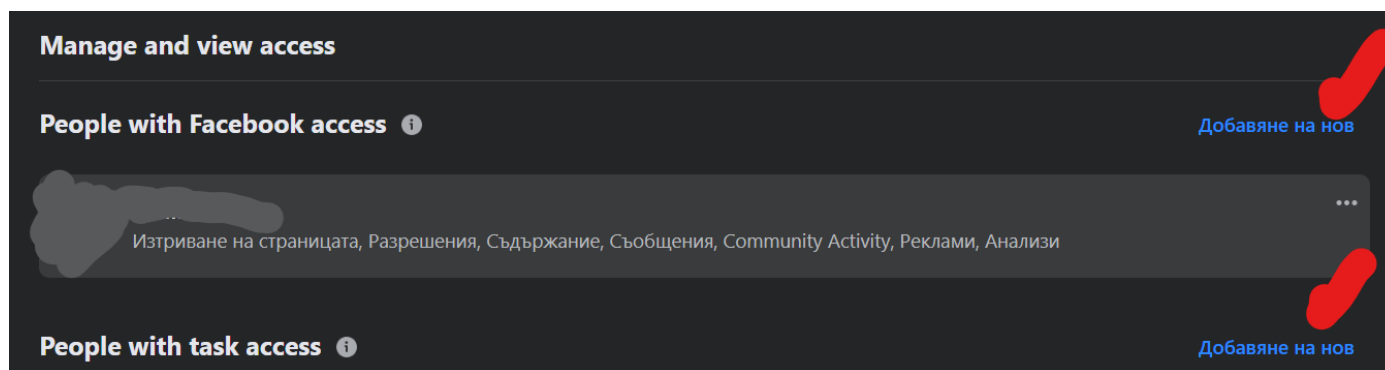 Manage and view access
People with Facebook access
Добавяне на нов
Изтриване на страницата, Разрешения, Съдържание, Съобщения, Community Activity, Реклами, Анализи
People with task access
Добавяне на нов